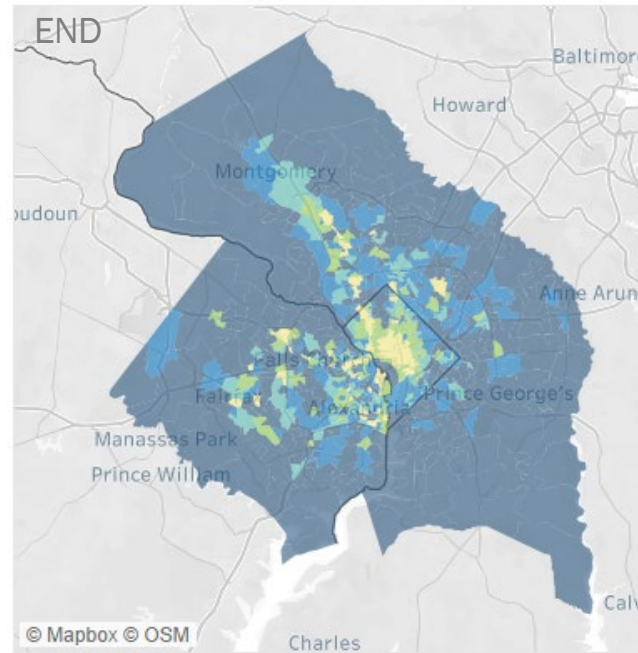 END
Baltimore
Howard
Montgomery
oudoun
Anne Arun
Falls Church
Fairfax
Prince George's
Alexandria
Manassas Park
Prince William
Calv
© Mapbox © OSM
Charles